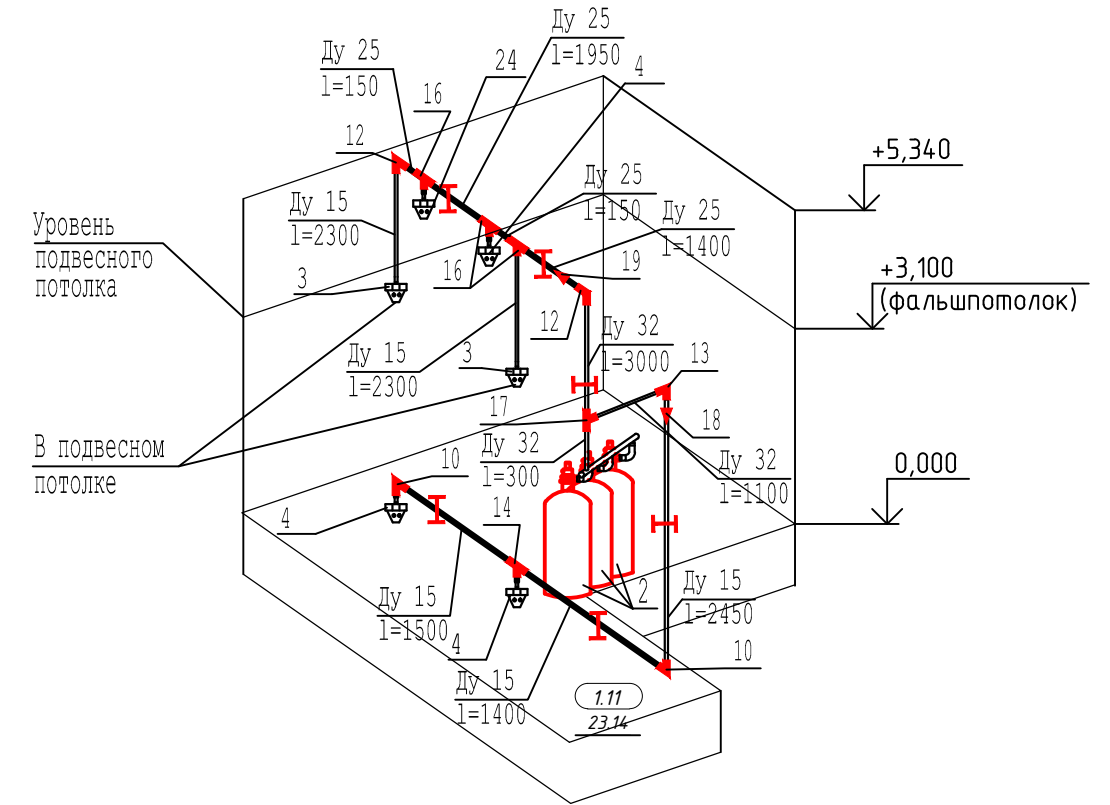 Ду 25
l=1950
Ду 25
l=150
24
4
16
12
+5,340
Ду 25
l=150
Ду 15
l=2300
Ду 25
l=1400
Уровень
подвесного
потолка
3
16
19
+3,100
(фальшпотолок)
12
Ду 32
l=3000
Ду 15
l=2300
3
13
17
18
В подвесном
потолке
Ду 32
l=300
10
Ду 32
l=1100
0,000
4
14
Ду 15
l=1500
2
Ду 15
l=2450
4
10
Ду 15
l=1400
1.11
23.14